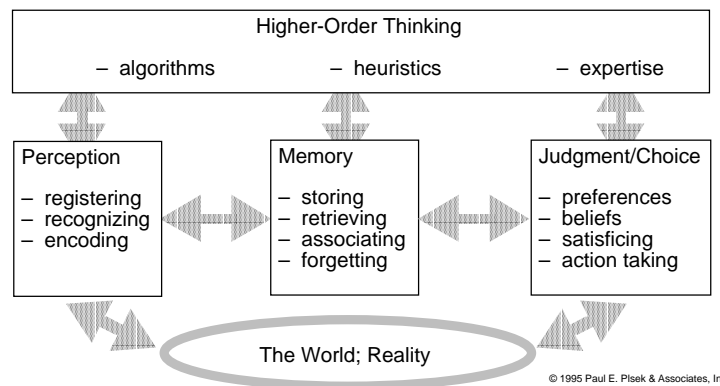 Higher-Order Thinking
– algorithms – heuristics – expertise
Perception
– registering
– recognizing
– encoding
Memory
– storing
– retrieving
– associating
– forgetting
Judgment/Choice
– preferences
– beliefs
– satisficing
– action taking
The World; Reality
© 1995 Paul E. Plsek & Associates, In